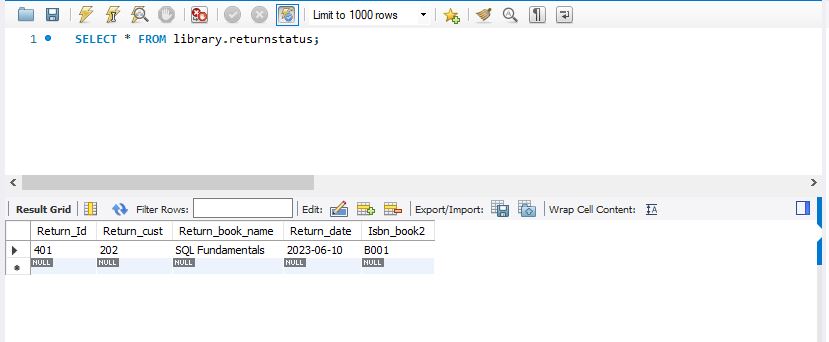 Limit to 1000 rows
1 SELECT * FROM library.returnstatus;
Result Grid Filter Rows: Edit: Export/Import: Wrap Cell Content: IA
Return_Id Return_cust Return_book_name Return_date Isbn_book2
401 202 SQL Fundamentals 2023-06-10 B001
NULL NULL NULL NULL NULL